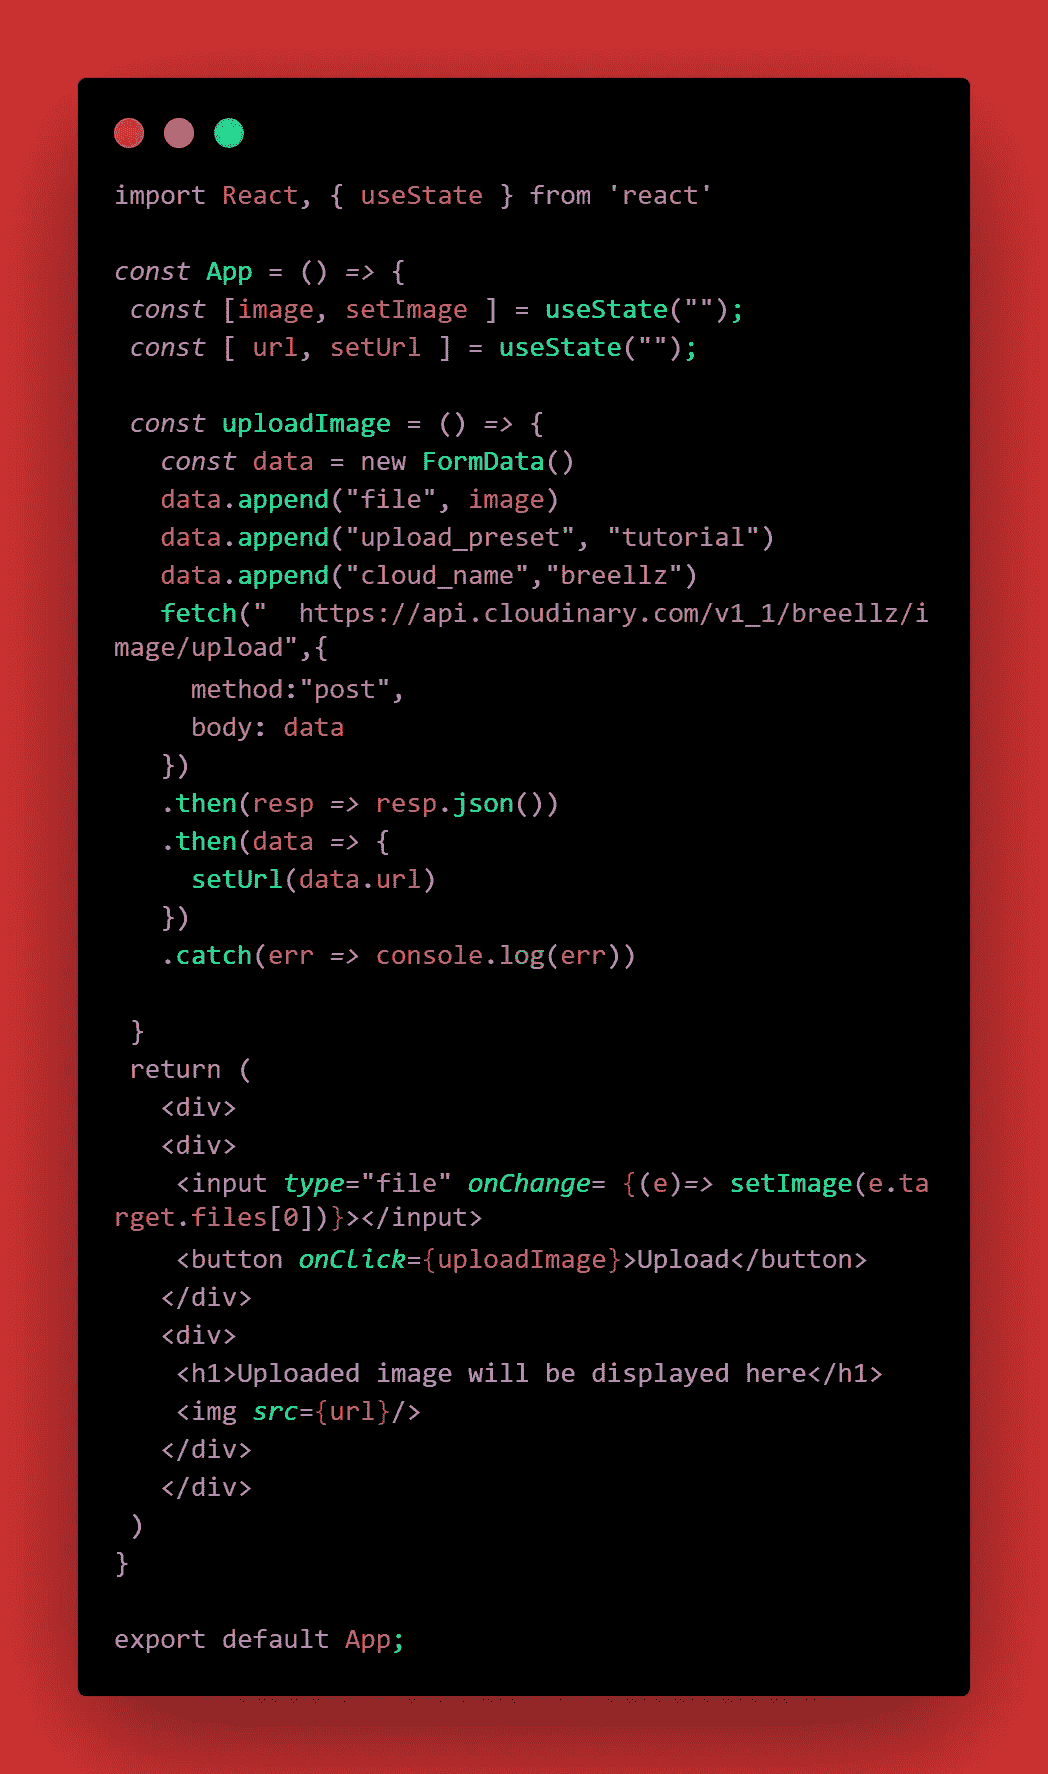 import React, { useState } from 'react'
const App = () => {
 const [image, setImage ] = useState("");
 const [ url, setUrl ] = useState("");
 const uploadImage = () => {
   const data = new FormData()
   data.append("file", image)
   data.append("upload_preset", "tutorial")
   data.append("cloud_name","breellz")
   fetch("  https://api.cloudinary.com/v1_1/breellz/i
mage/upload",{
     method:"post",
     body: data
   })
   .then(resp => resp.json())
   .then(data => {
     setUrl(data.url)
   })
   .catch(err => console.log(err))
 }
 return (
   <div>
   <div>
    <input type="file" onChange= {(e)=> setImage(e.ta
rget.files[0])}></input>
    <button onClick={uploadImage}>Upload</button>
   </div>
   <div>
    <h1>Uploaded image will be displayed here</h1>
    <img src={url}/>
   </div>
   </div>
 )
}
export default App;